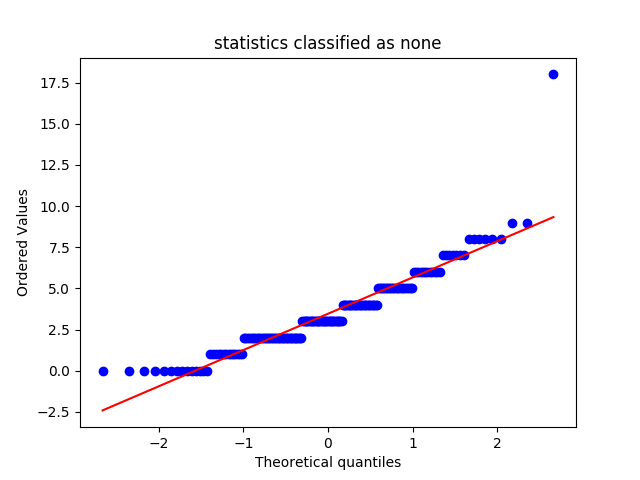 statistics classified as none
17.5
15.0
12.5
10.0
7.5
5.0
2.5
0.0
−2.5
Ordered Values
−2 −1 0 1 2
Theoretical quantiles